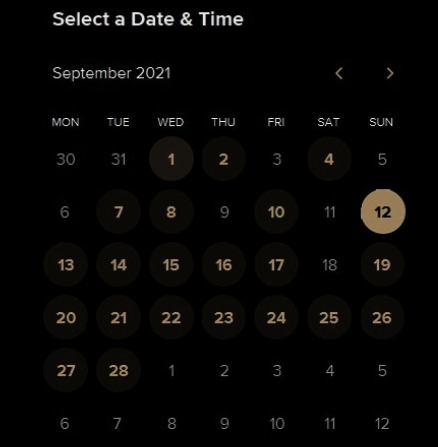 Select a Date & Time
September 2021
MON TUE WED THU FRI SAT SUN
30 31 1 2 3 4 5
6 7 8 9 10 11 12
13 14 15 16 17 18 19
20 21 22 23 24 25 26
27 28 1 2 3 4 5
6 7 8 9 10 11 12